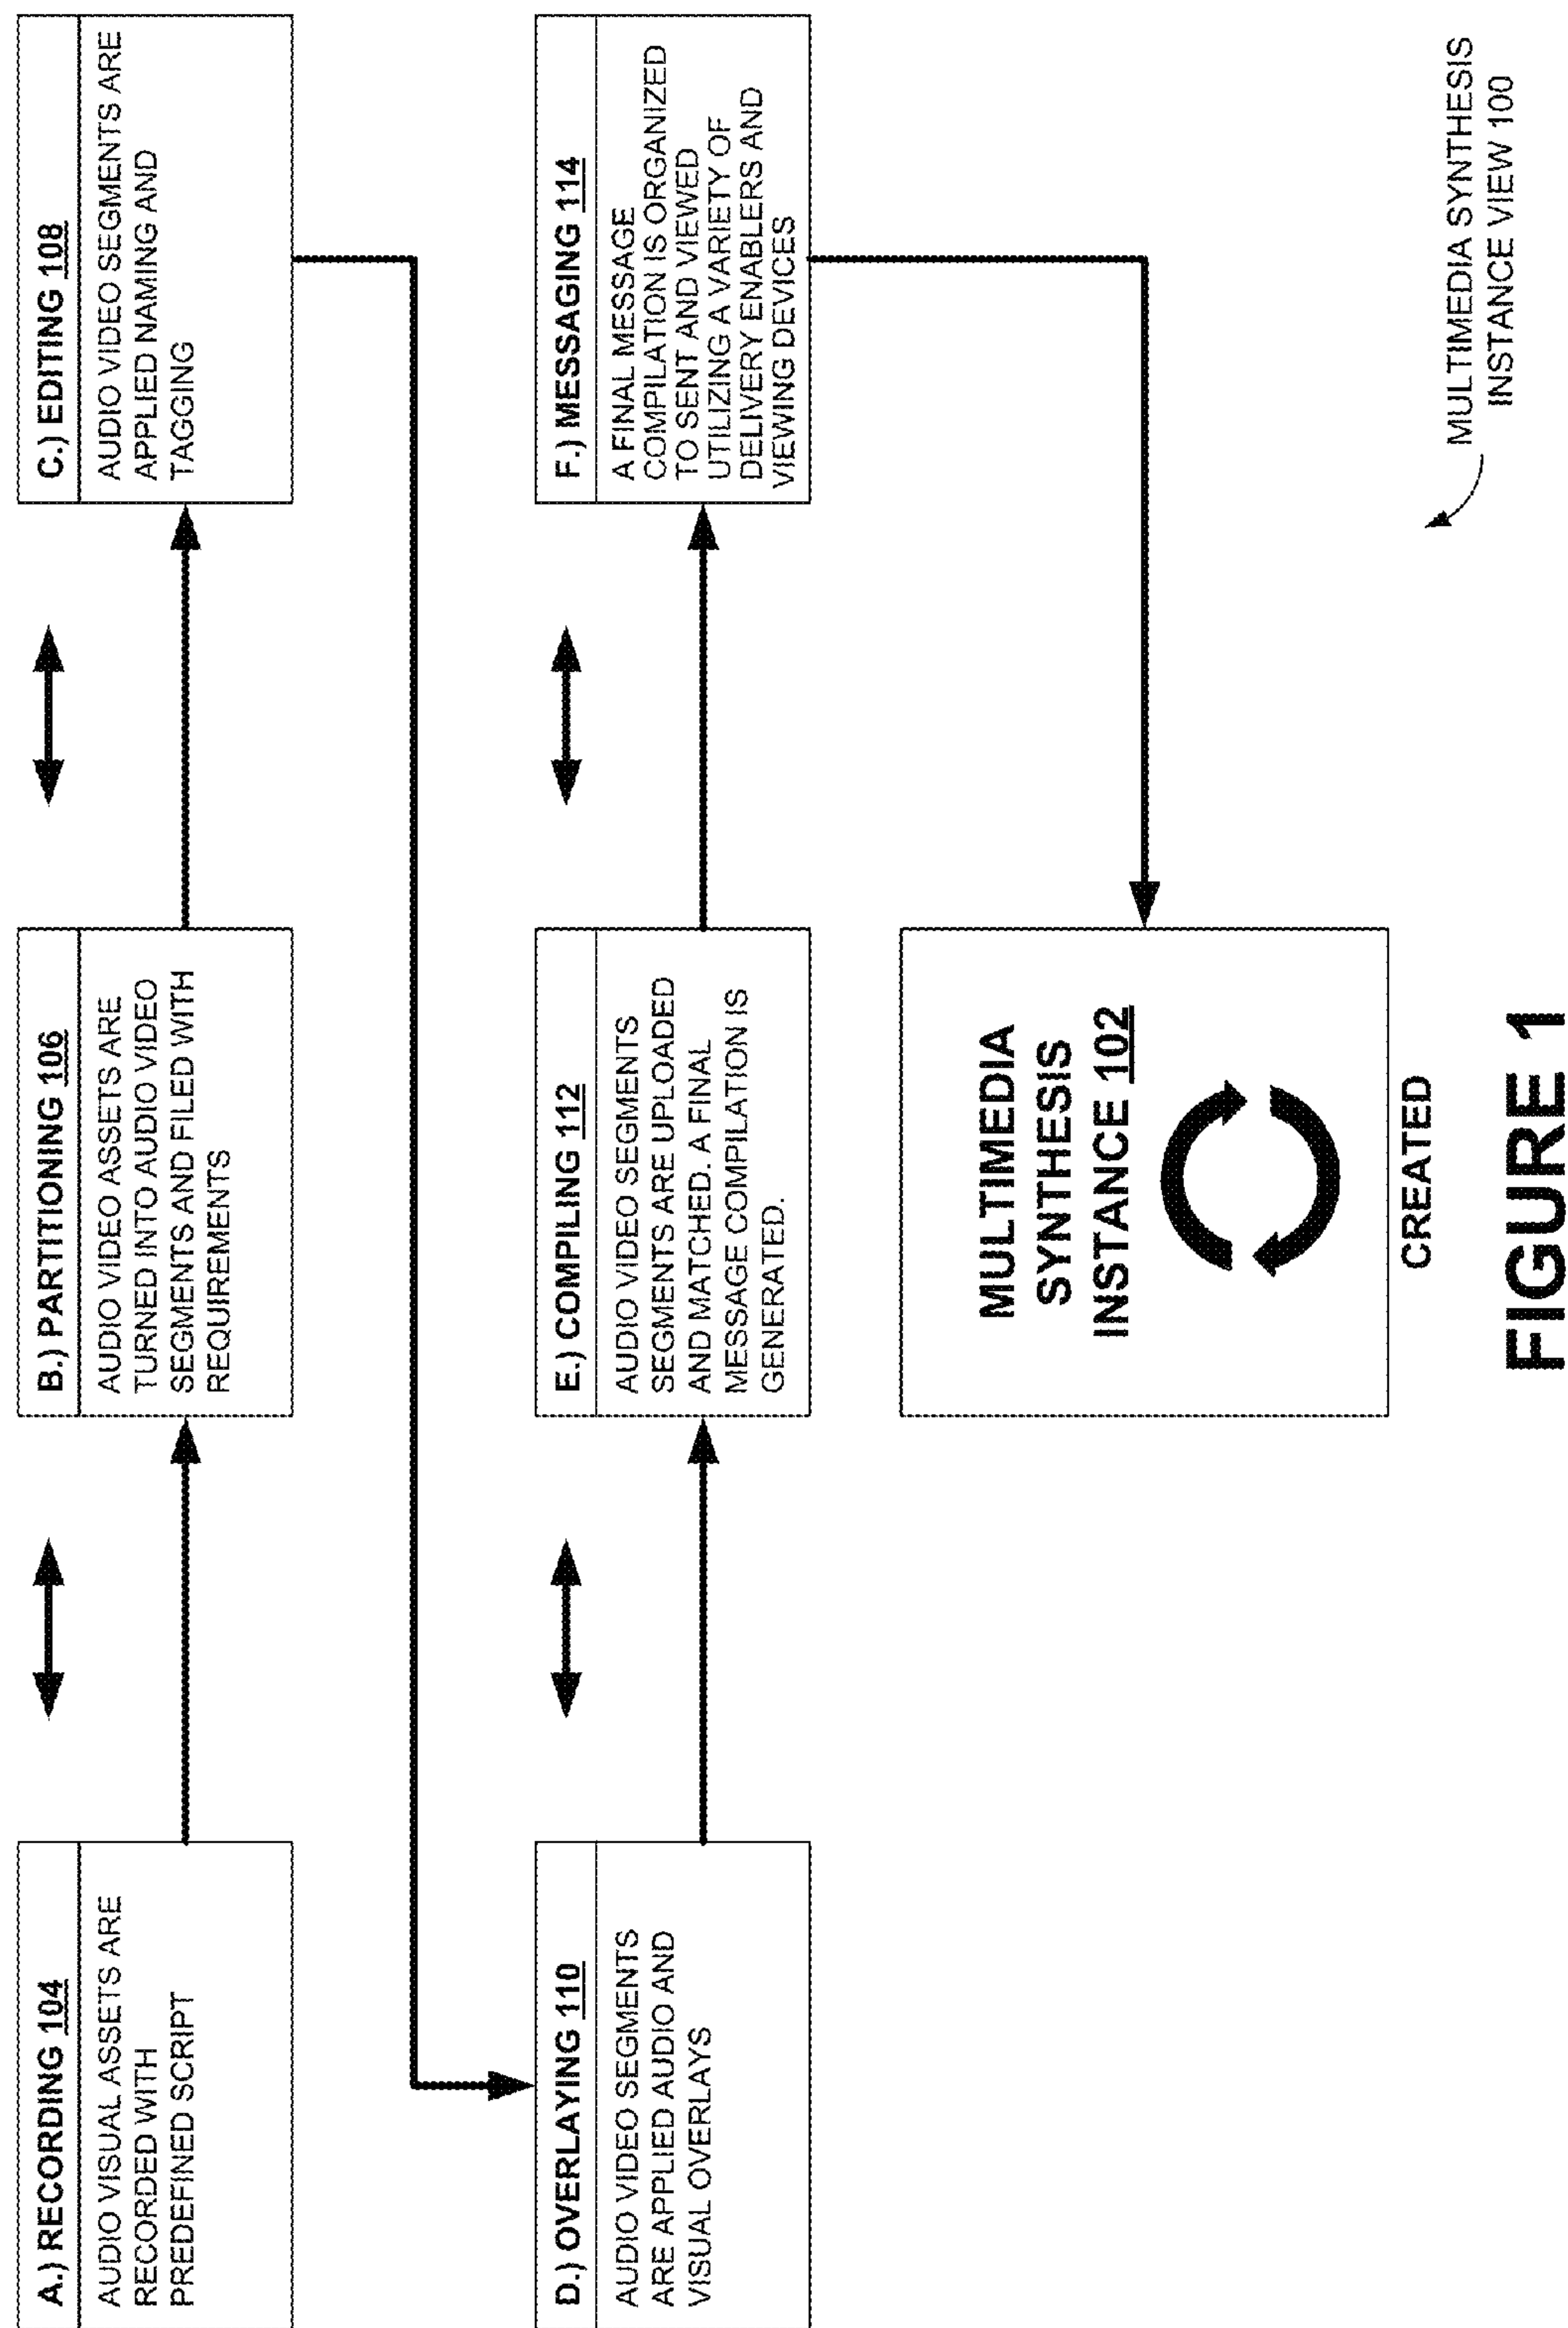 A.) RECORDING 104
AUDIO VISUAL ASSETS ARE
RECORDED WITH
PREDEFINED SCRIPT
B.) PARTITIONING 106
AUDIO VIDEO ASSETS ARE
TURNED INTO AUDIO VIDEO
SEGMENTS AND FILED WITH
REQUIREMENTS
C.) EDITING 108
AUDIO VIDEO SEGMENTS ARE
APPLIED NAMING AND
TAGGING
D.) OVERLAYING 110
AUDIO VIDEO SEGMENTS
ARE APPLIED AUDIO AND
VISUAL OVERLAYS
E.) COMPILING 112
AUDIO VIDEO SEGMENTS
SEGMENTS ARE UPLOADED
AND MATCHED. A FINAL
MESSAGE COMPILATION IS
GENERATED.
F.) MESSAGING 114
A FINAL MESSAGE
COMPILATION IS ORGANIZED
TO SENT AND VIEWED
UTILIZING A VARIETY OF
DELIVERY ENABLERS AND
VIEWING DEVICES
MULTIMEDIA
SYNTHESIS
INSTANCE 102
CREATED
MULTIMEDIA SYNTHESIS
INSTANCE VIEW 100
FIGURE 1